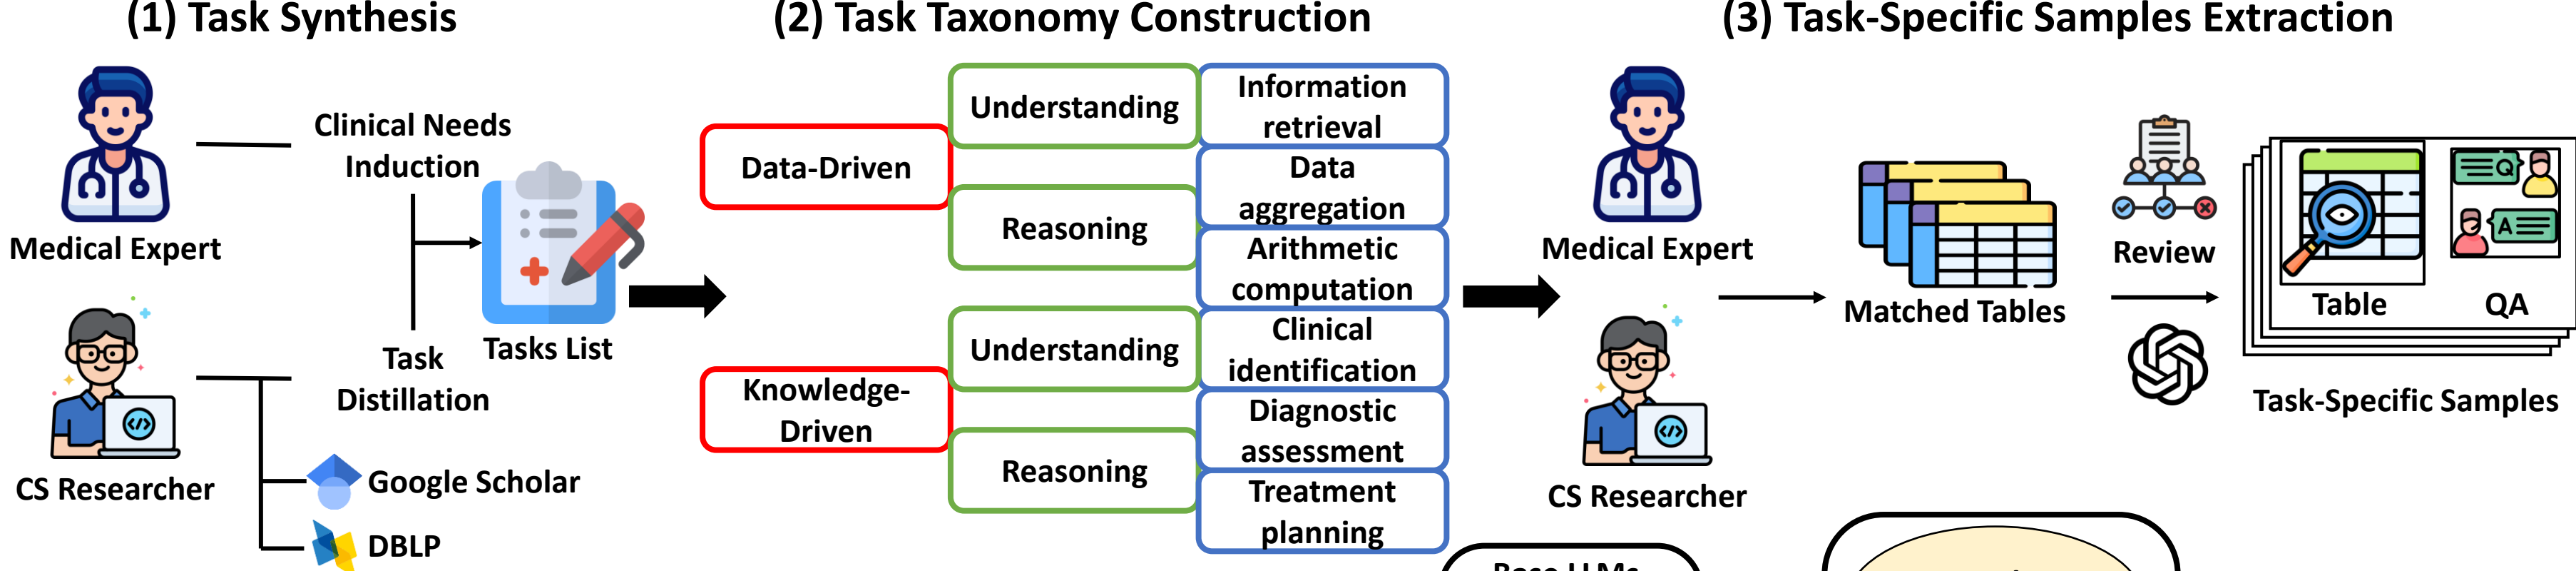 (1) Task Synthesis
Medical Expert
Clinical Needs
Induction
CS Researcher
Task
Distillation
Google Scholar
DBLP
Tasks List
(2) Task Taxonomy Construction
Data-Driven
Understanding
Information
retrieval
Reasoning
Data
aggregation
Arithmetic
computation
Knowledge-
Driven
Understanding
Clinical
identification
Reasoning
Diagnostic
assessment
Treatment
planning
(3) Task-Specific Samples Extraction
Medical Expert
CS Researcher
Matched Tables
Review
Q
A
Table
QA
Task-Specific Samples
Base LLMs